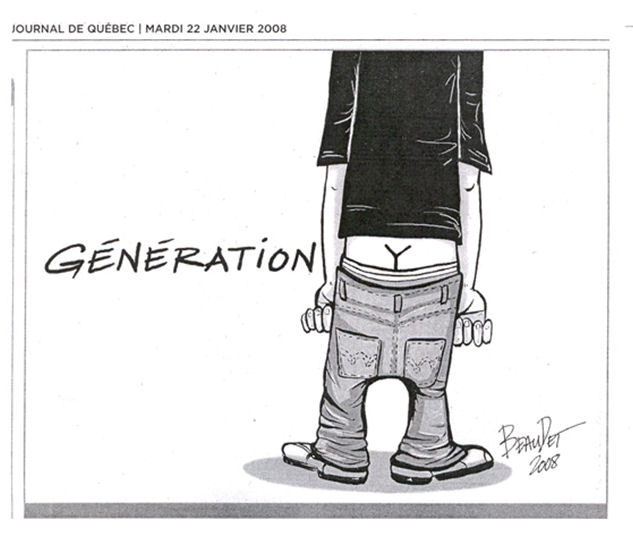 JOURNAL DE QUÉBEC | MARDI 22 JANVIER 2008
GÉNÉRATiON Y
BEAUDET
2008